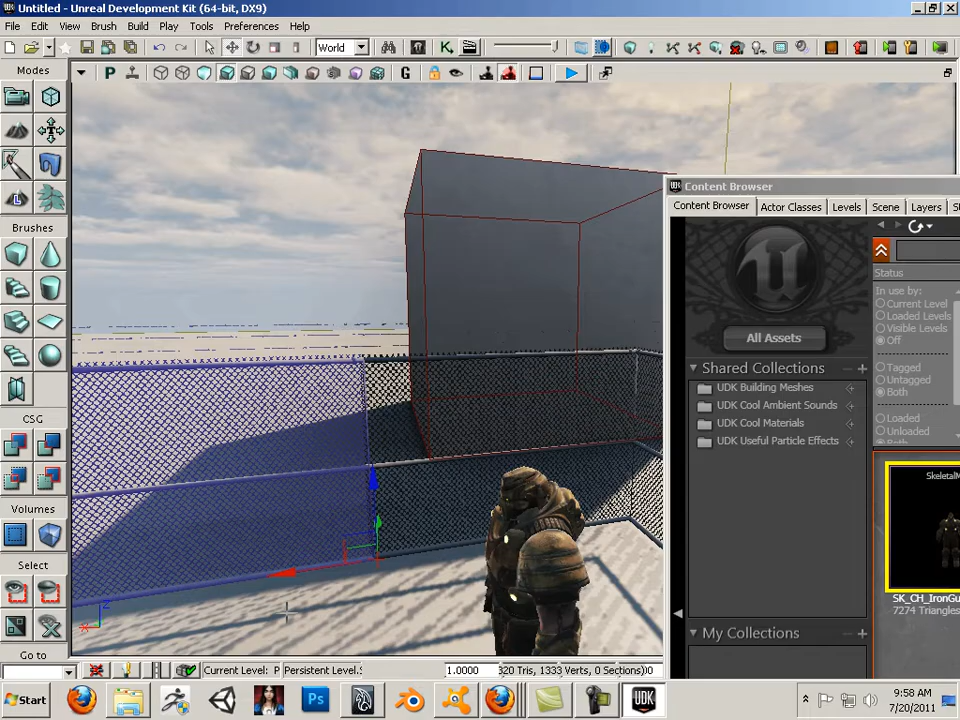 Untitled - Unreal Development Kit (64-bit, DX9)
File Edit View Brush Build Play Tools Preferences Help
World
Modes
P
G
Brushes
CSG
Volumes
Select
Go to
Content Browser
Content Browser Actor Classes Levels Scene Layers
All Assets
Shared Collections
UDK Building Meshes
UDK Cool Ambient Sounds
UDK Cool Materials
UDK Useful Particle Effects
My Collections
Status
In use by:
Current Level
Loaded Levels
Visible Levels
Off
Tagged
Untagged
Both
Loaded
Unloaded
SkeletalM
SK_CH_IronGu
7274 Triangles
Z
X
Current Level: P Persistent Level.
1.0000
320 Tris, 1333 Verts, 0 Sections)
Start
Ps
UDK
9:58 AM
7/20/2011